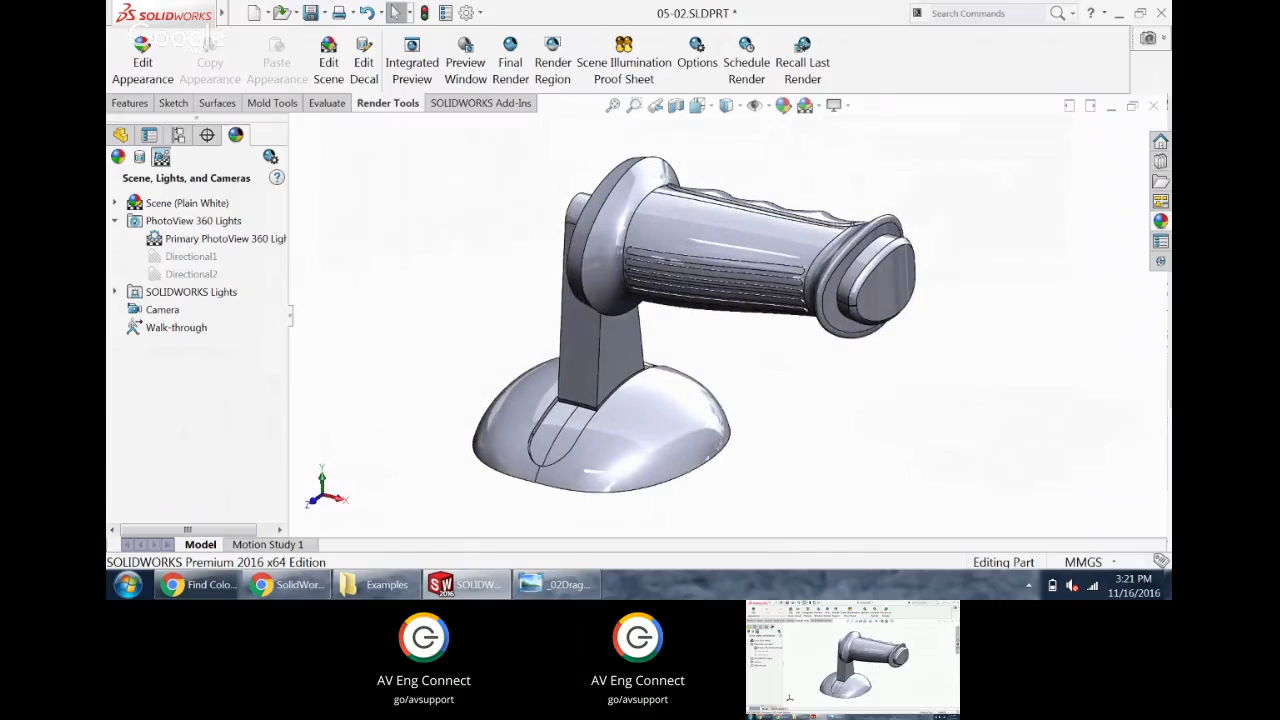 SOLIDWORKS
Google
05-02.SLDPRT *
Search Commands
Edit Appearance
Copy Appearance
Paste Appearance
Edit Scene
Edit Decal
Integrated Preview
Preview Window
Final Render
Render Region
Scene Illumination Proof Sheet
Options
Schedule Render
Recall Last Render
Features
Sketch
Surfaces
Mold Tools
Evaluate
Render Tools
SOLIDWORKS Add-Ins
Scene, Lights, and Cameras
Scene (Plain White)
PhotoView 360 Lights
Primary PhotoView 360 Ligh
Directional1
Directional2
SOLIDWORKS Lights
Camera
Walk-through
Y
Z
X
Model
Motion Study 1
SOLIDWORKS Premium 2016 x64 Edition
Editing Part
MMGS
Find Colo...
SolidWor...
Examples
SOLIDW...
_02Drag...
3:21 PM
11/16/2016
AV Eng Connect
go/avsupport
AV Eng Connect
go/avsupport